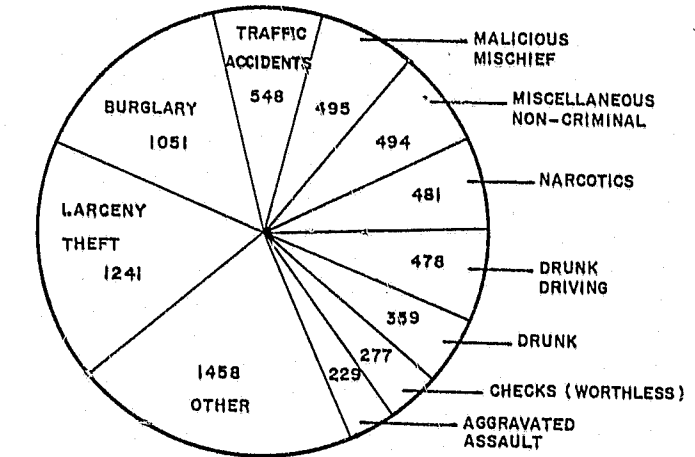 TRAFFIC
ACCIDENTS
548
495
MALICIOUS
MISCHIEF
MISCELLANEOUS
NON-CRIMINAL
494
NARCOTICS
481
DRUNK
DRIVING
478
DRUNK
359
CHECKS (WORTHLESS)
277
AGGRAVATED
ASSAULT
229
1458
OTHER
LARCENY
THEFT
1241
BURGLARY
1051